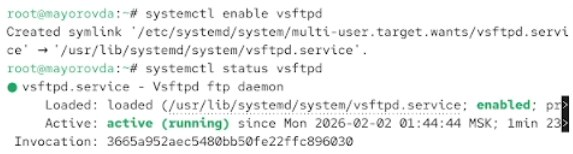 root@mayorovda:~# systemctl enable vsftpd
Created symlink '/etc/systemd/system/multi-user.target.wants/vsftpd.servi
ce' → '/usr/lib/systemd/system/vsftpd.service'.
root@mayorovda:~# systemctl status vsftpd
● vsftpd.service - Vsftpd ftp daemon
Loaded: loaded (/usr/lib/systemd/system/vsftpd.service; enabled; pr>
Active: active (running) since Mon 2026-02-02 01:44:44 MSK; 1min 23>
Invocation: 3665a952aec5480bb50fe22ffc896030